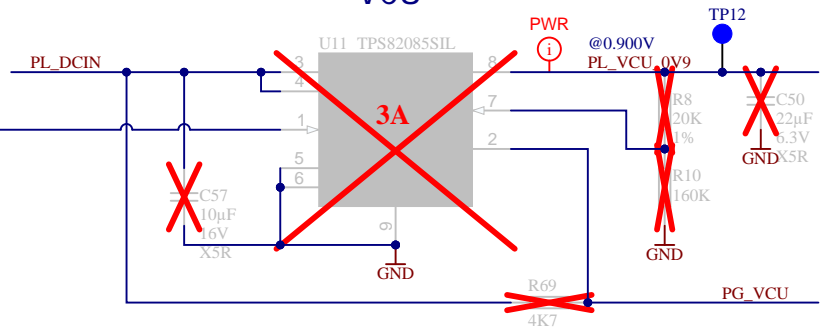 PWR
i
TP12
U11 TPS82085SIL
@0.900V
PL_DCIN
3
8
PL_VCU_0V9
4
R8
C50
3A
7
20K
22µF
1
1%
6.3V
2
GND
X5R
5
R10
6
160K
C57
10µF
16V
9
X5R
GND
GND
R69
PG_VCU
4K7